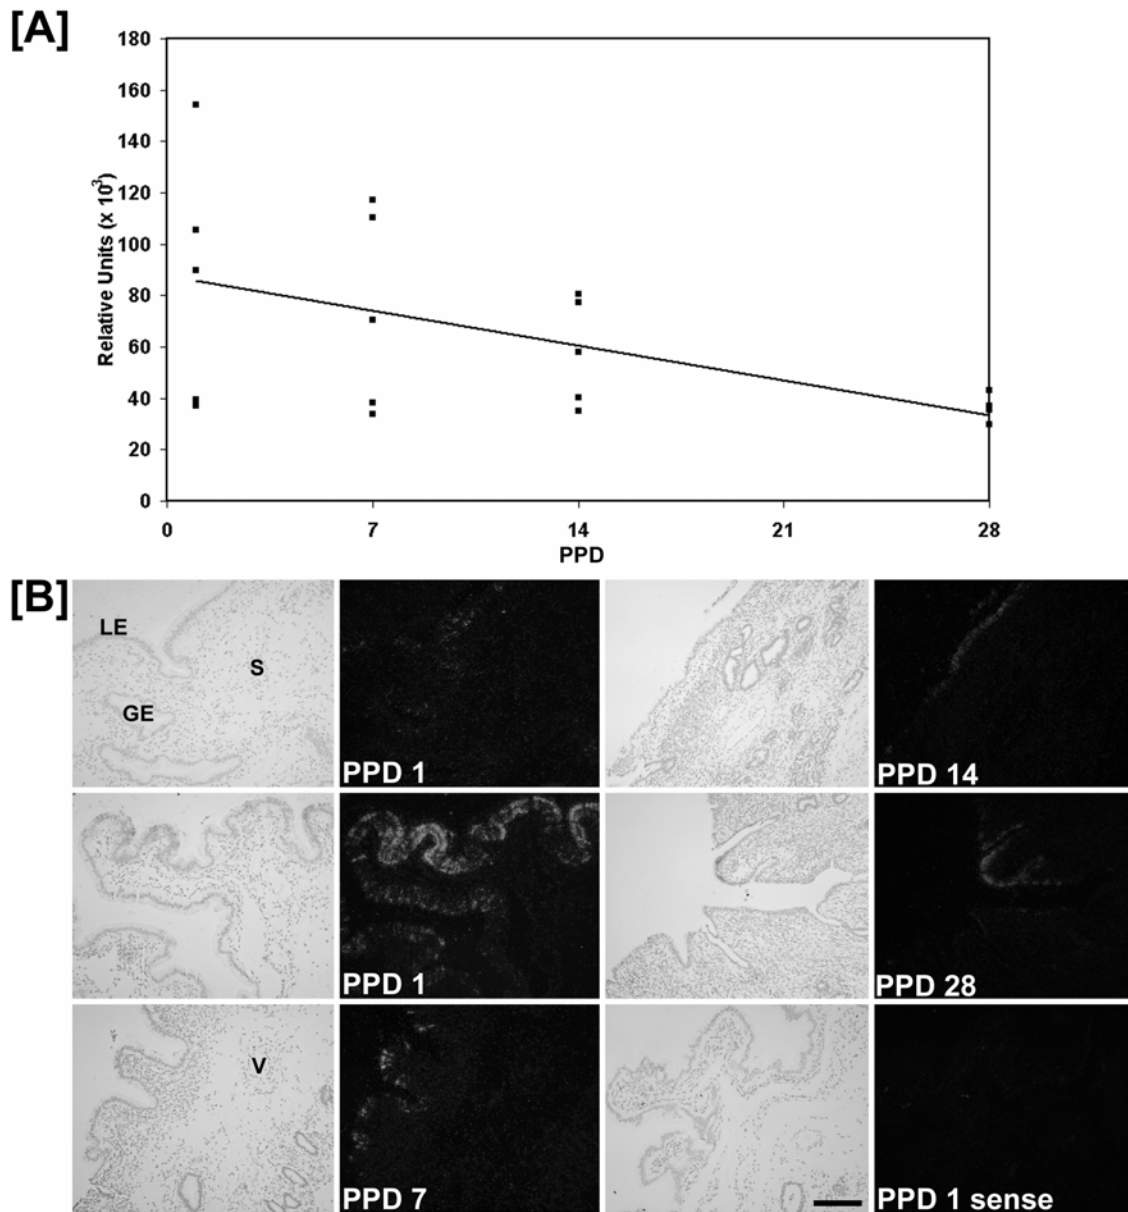 [A]
180
160
140
120
100
80
60
40
20
0
Relative Units (x 10³)
0 7 14 21 28
PPD
[B]
LE
S
GE
PPD 1
PPD 14
PPD 1
PPD 28
V
PPD 7
PPD 1 sense